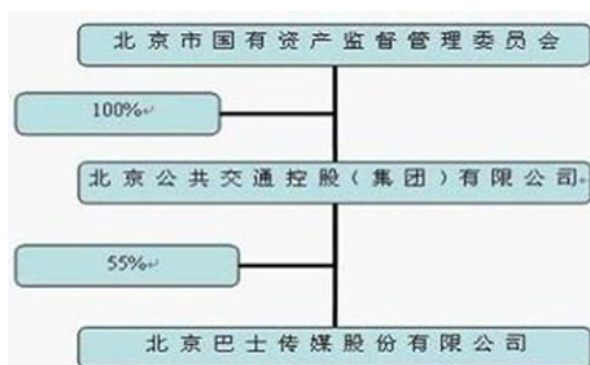 北京市国有资产监督管理委员会
100%
北京公共交通控股(集团)有限公司
55%
北京巴士传媒股份有限公司